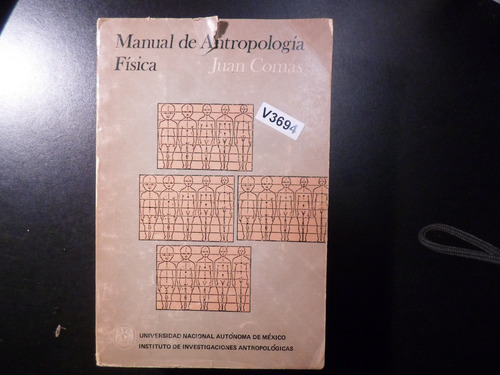 Manual de Antropología
Física Juan Comas
V3694
UNIVERSIDAD NACIONAL AUTÓNOMA DE MÉXICO
INSTITUTO DE INVESTIGACIONES ANTROPOLÓGICAS